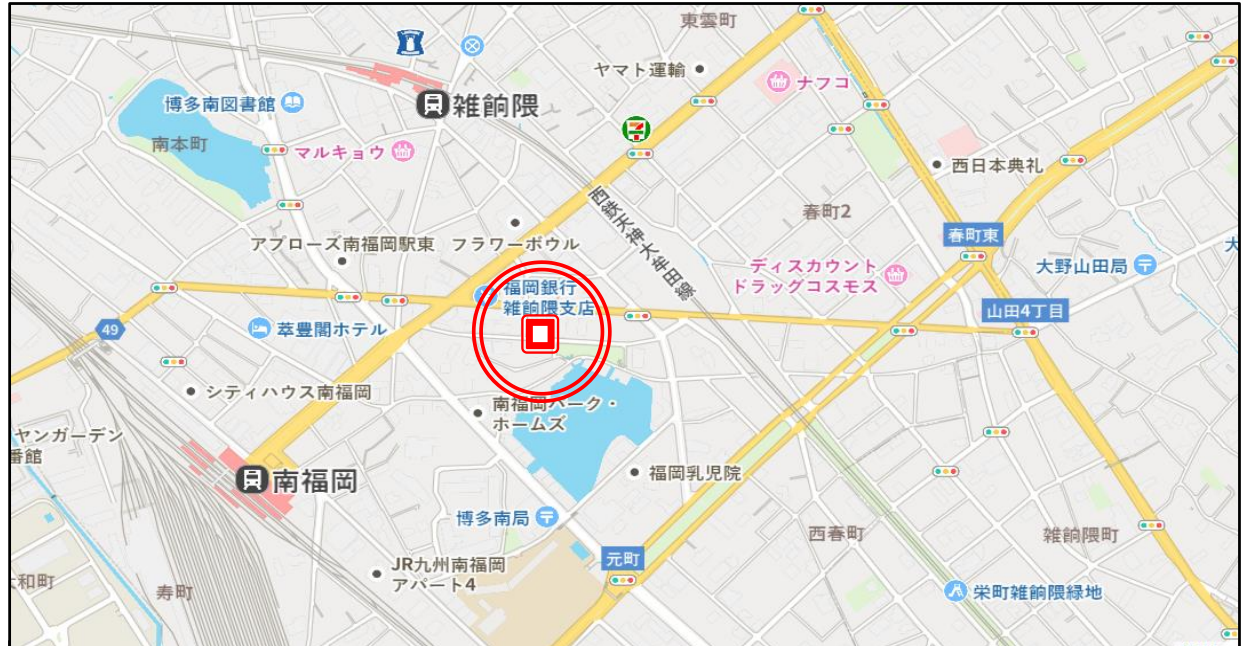 東雲町
ヤマト運輸
ナフコ
雑餉隈
博多南図書館
南本町
マルキョウ
西日本典礼
西鉄天神大牟田線
春町2
春町東
アプローズ南福岡駅東
フラワーボウル
大野山田局
大
ディスカウント
ドラッグコスモス
福岡銀行
雑餉隈支店
山田4丁目
49
萃豊閣ホテル
シティハウス南福岡
南福岡パーク・
ホームズ
ヤンガーデン
番館
南福岡
福岡乳児院
博多南局
西春町
雑餉隈町
元町
JR九州南福岡
アパート4
和町
寿町
栄町雑餉隈緑地